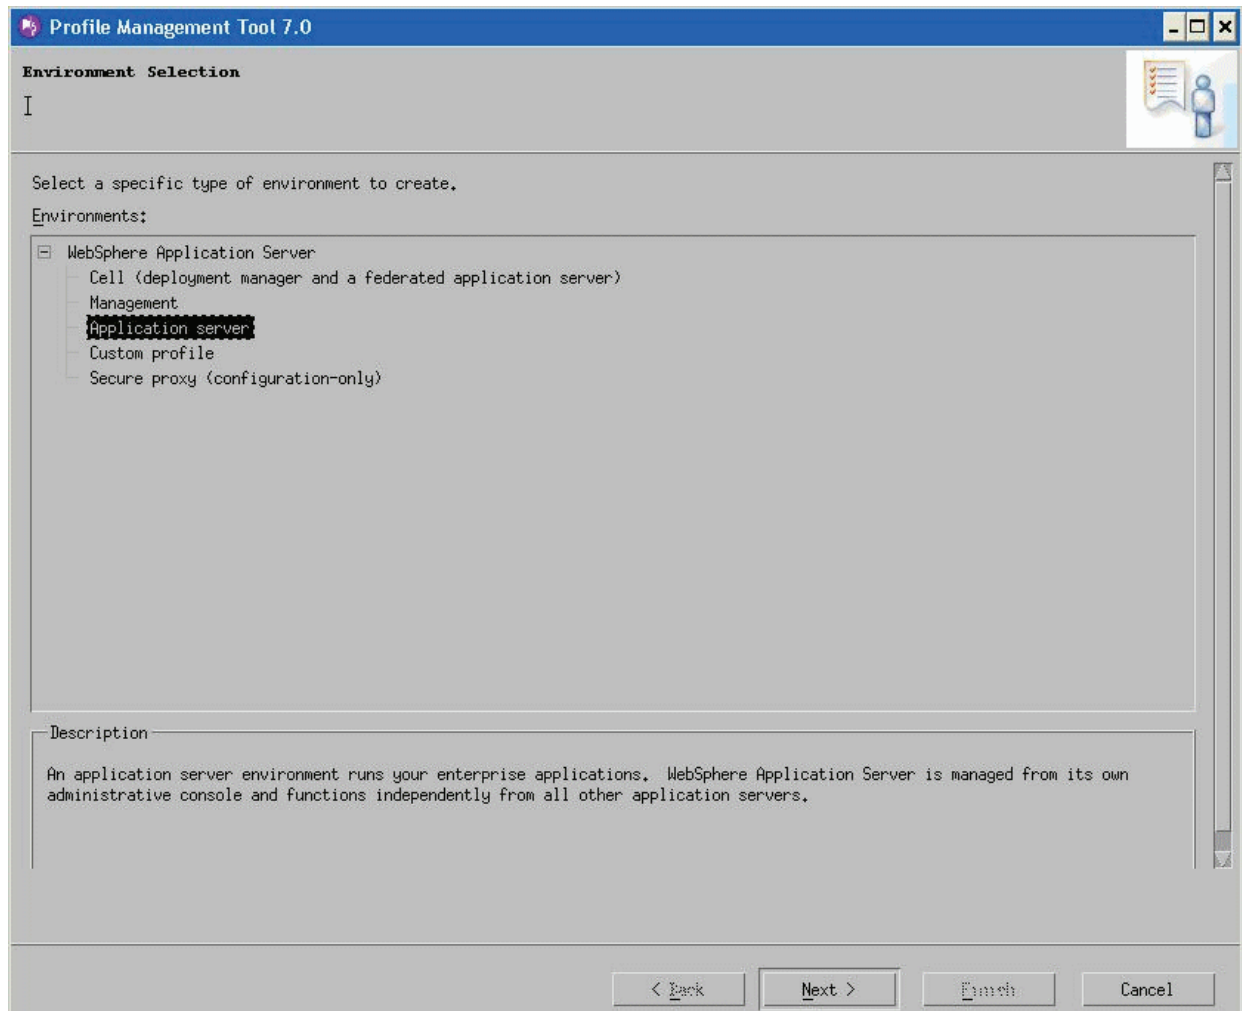 Profile Management Tool 7.0
Environment Selection
Select a specific type of environment to create.
Environments:
WebSphere Application Server
Cell (deployment manager and a federated application server)
Management
Application server
Custom profile
Secure proxy (configuration-only)
Description
An application server environment runs your enterprise applications. WebSphere Application Server is managed from its own
administrative console and functions independently from all other application servers.
< Back Next > Finish Cancel